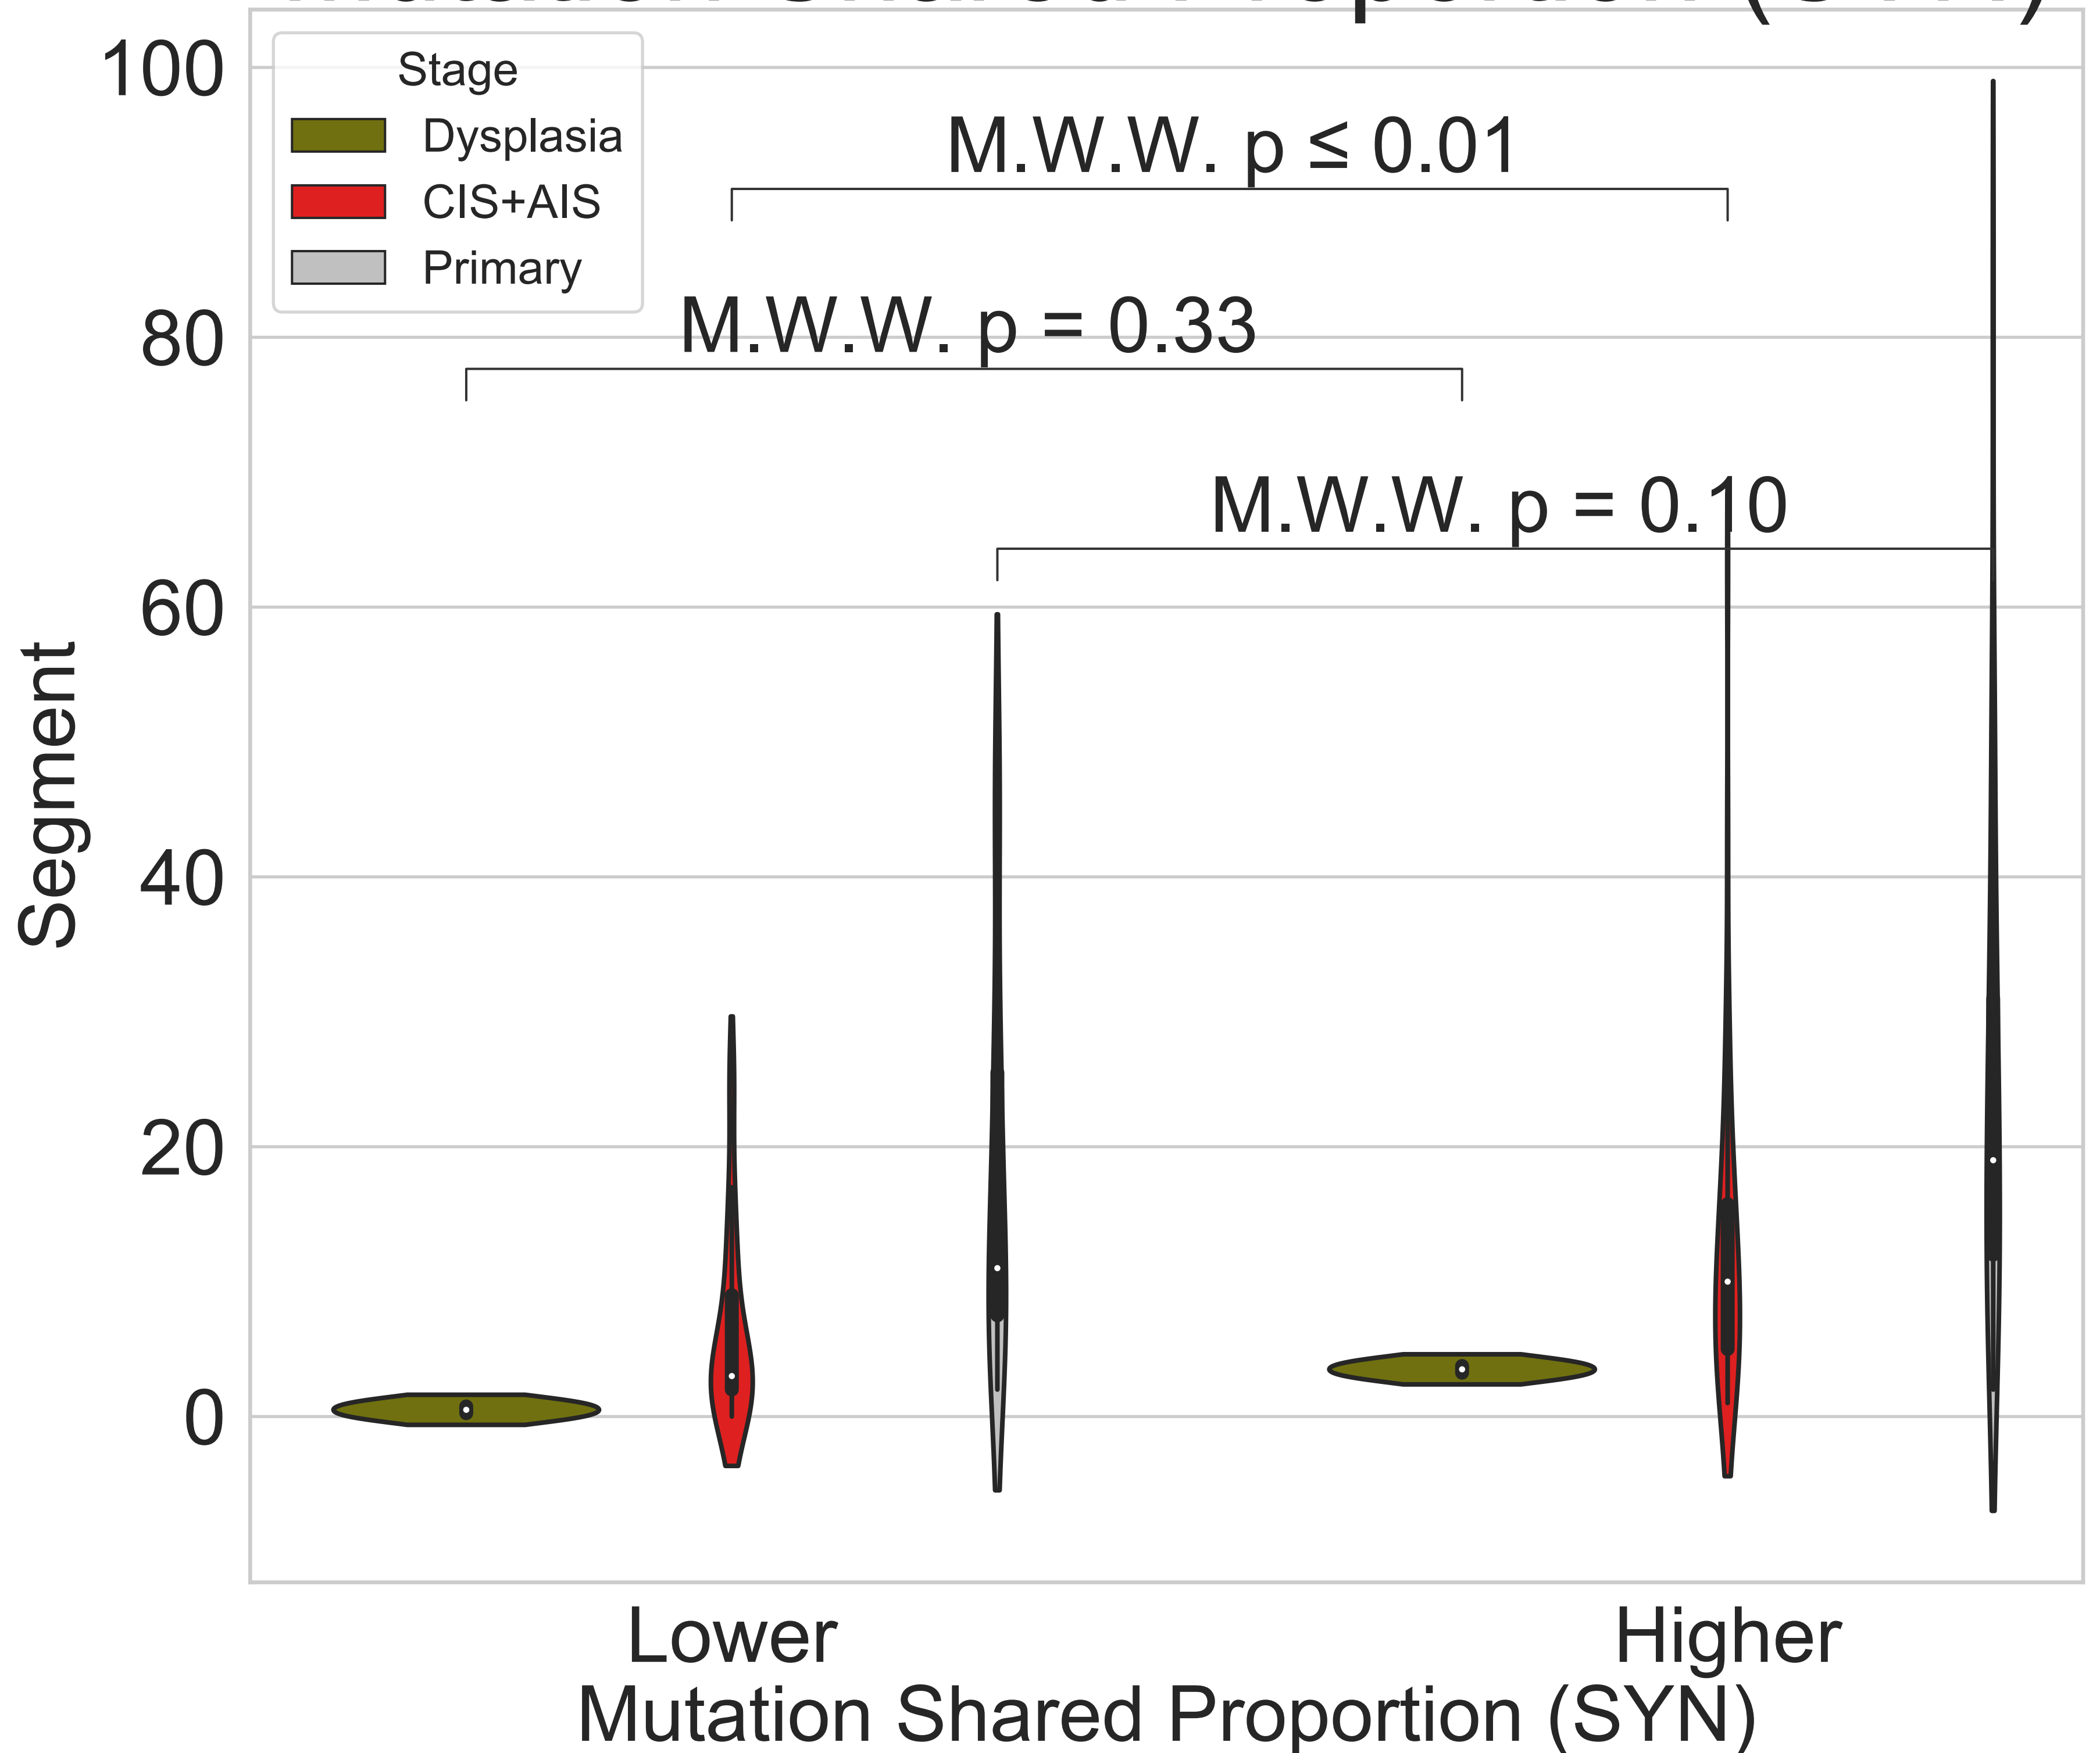 100
80
60
40
20
0
Segment
Stage
Dysplasia
CIS+AIS
Primary
M.W.W. p ≤ 0.01
M.W.W. p = 0.33
M.W.W. p = 0.10
Lower
Higher
Mutation Shared Proportion (SYN)